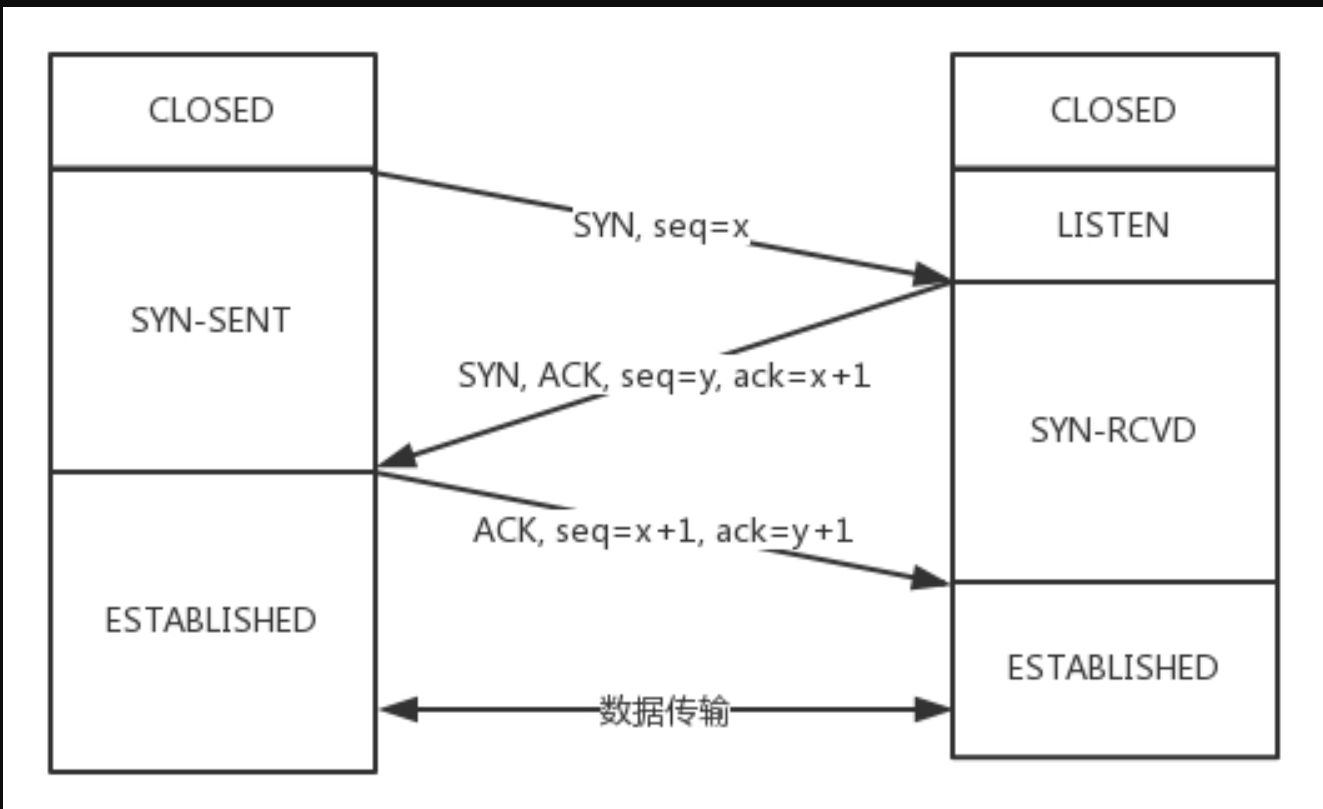 CLOSED
CLOSED
SYN, seq=x
LISTEN
SYN-SENT
SYN, ACK, seq=y, ack=x+1
SYN-RCVD
ACK, seq=x+1, ack=y+1
ESTABLISHED
ESTABLISHED
数据传输